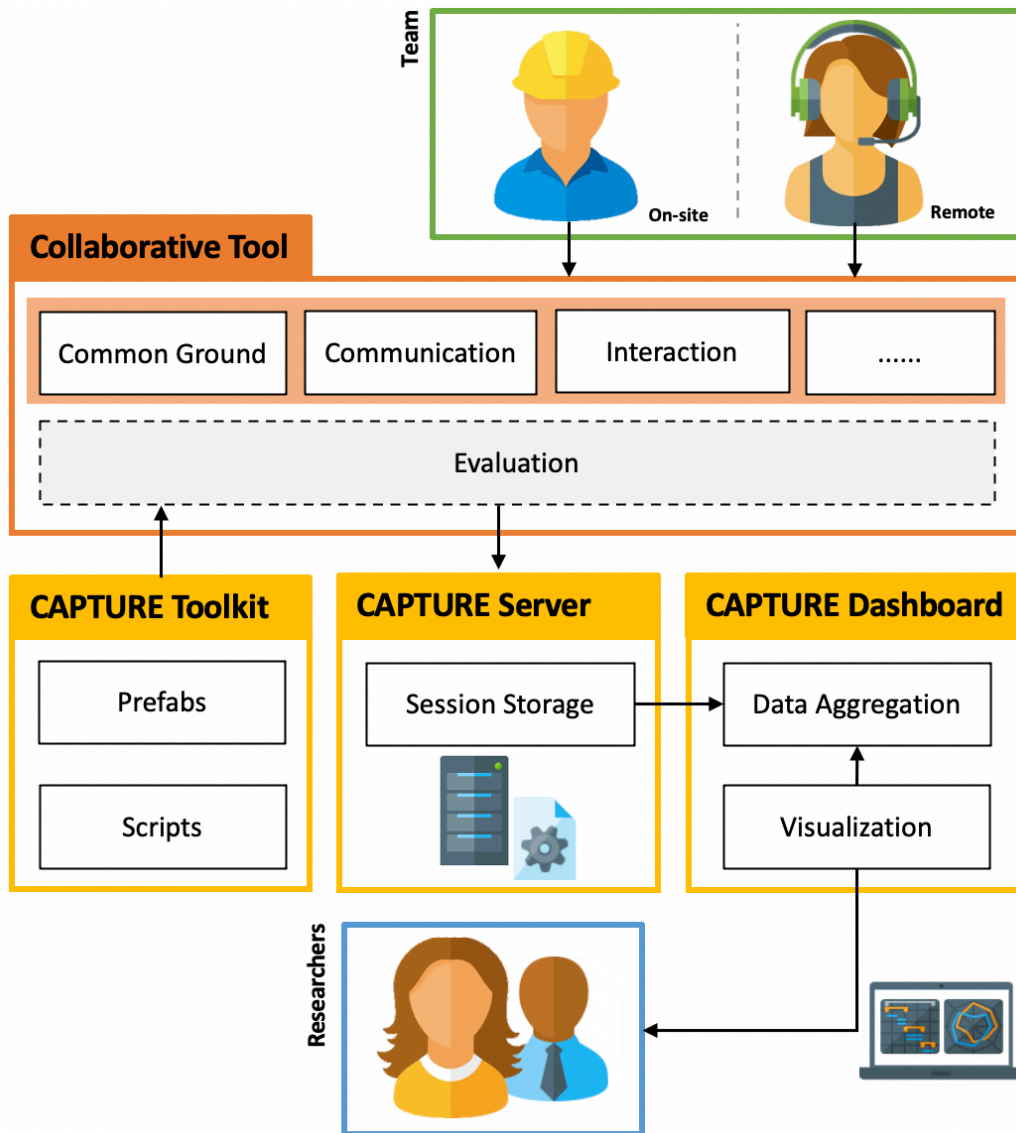 Team
On-site
Remote
Collaborative Tool
Common Ground
Communication
Interaction
......
Evaluation
CAPTURE Toolkit
Prefabs
Scripts
CAPTURE Server
Session Storage
CAPTURE Dashboard
Data Aggregation
Visualization
Researchers